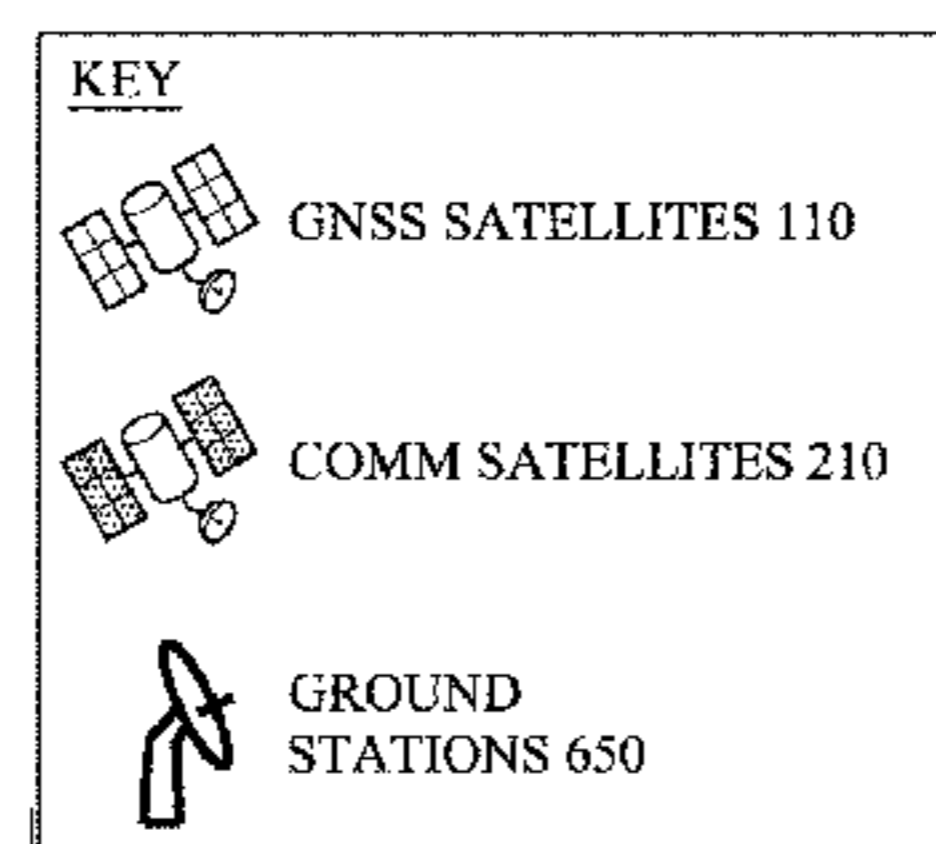 KEY
GNSS SATELLITES 110
COMM SATELLITES 210
GROUND
STATIONS 650